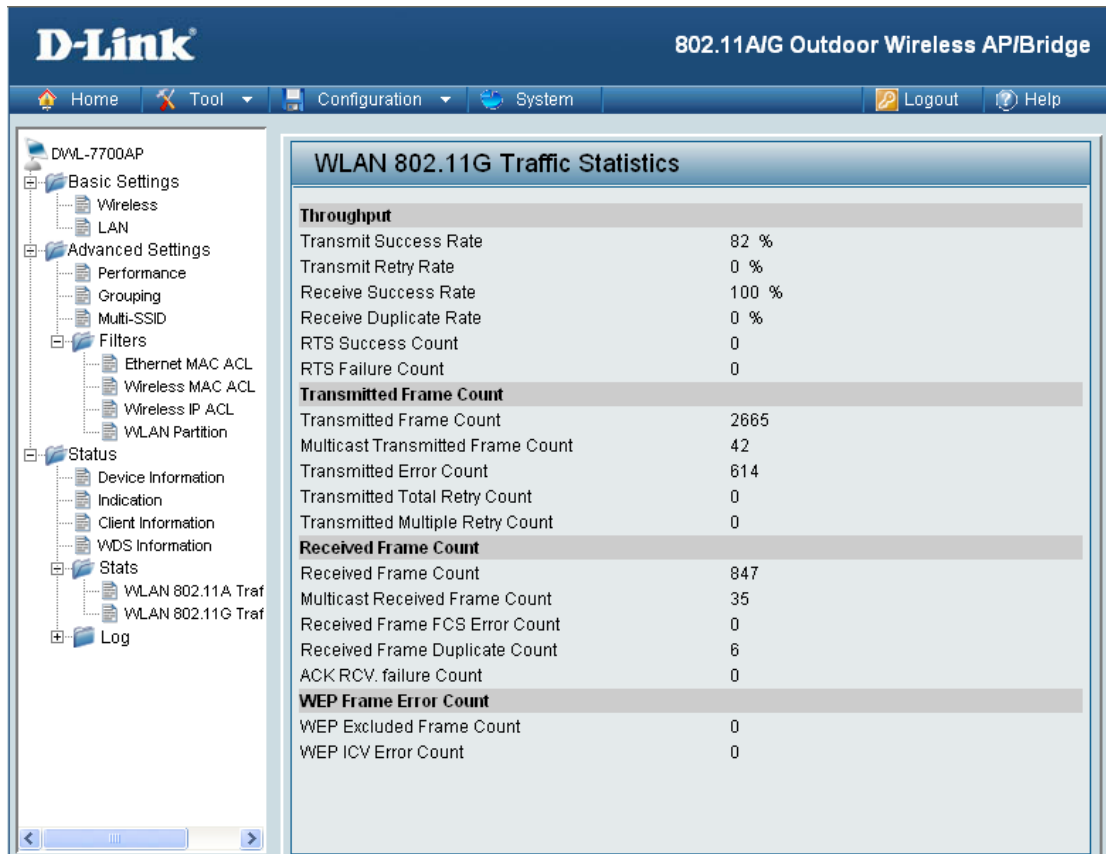 D-Link
802.11A/G Outdoor Wireless AP/Bridge
Home Tool Configuration System Logout Help
DWL-7700AP
Basic Settings
Wireless
LAN
Advanced Settings
Performance
Grouping
Multi-SSID
Filters
Ethernet MAC ACL
Wireless MAC ACL
Wireless IP ACL
WLAN Partition
Status
Device Information
Indication
Client Information
WDS Information
Stats
WLAN 802.11A Traf
WLAN 802.11G Traf
Log
WLAN 802.11G Traffic Statistics
Throughput
Transmit Success Rate 82 %
Transmit Retry Rate 0 %
Receive Success Rate 100 %
Receive Duplicate Rate 0 %
RTS Success Count 0
RTS Failure Count 0
Transmitted Frame Count
Transmitted Frame Count 2665
Multicast Transmitted Frame Count 42
Transmitted Error Count 614
Transmitted Total Retry Count 0
Transmitted Multiple Retry Count 0
Received Frame Count
Received Frame Count 847
Multicast Received Frame Count 35
Received Frame FCS Error Count 0
Received Frame Duplicate Count 6
ACK RCV. failure Count 0
WEP Frame Error Count
WEP Excluded Frame Count 0
WEP ICV Error Count 0